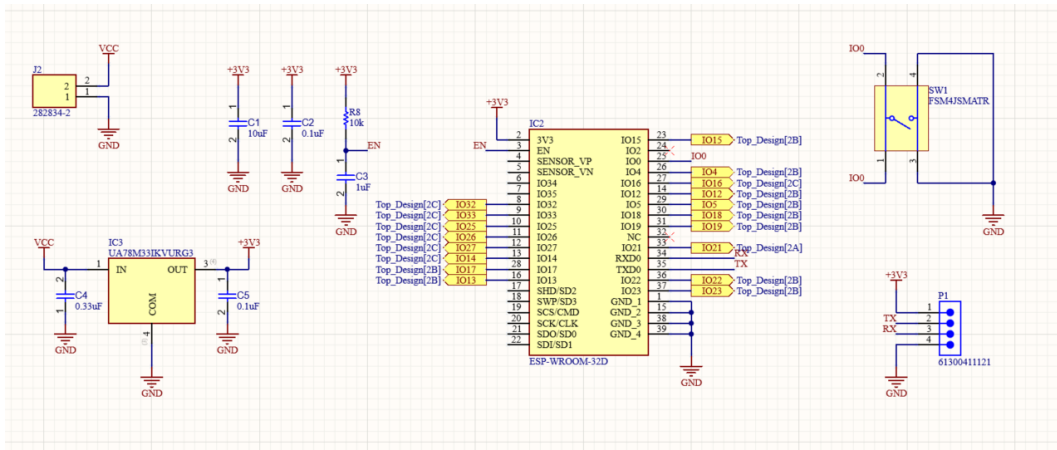 VCC
J2
2 2
1 1
282834-2
GND
+3V3
1
C1
10uF
2
GND
+3V3
1
C2
0.1uF
2
GND
+3V3
R8
10k
EN
1
C3
1uF
2
GND
VCC
IC3
UA78M33IKVURG3
+3V3
1 IN OUT 3
COM
4
2
C4
0.33uF
1
GND
1
C5
0.1uF
2
GND
GND
+3V3
IC2
EN
2 3V3 IO15 23 IO15 Top_Design[2B]
3 EN IO2 24
4 SENSOR_VP IO0 25 IO0
5 SENSOR_VN IO4 26 IO4 Top_Design[2B]
6 IO34 IO16 27 IO16 Top_Design[2C]
7 IO35 IO12 14 IO12 Top_Design[2B]
Top_Design[2C] IO32 8 IO32 IO5 29 IO5 Top_Design[2B]
Top_Design[2C] IO33 9 IO33 IO18 30 IO18 Top_Design[2B]
Top_Design[2C] IO25 10 IO25 IO19 31 IO19 Top_Design[2B]
Top_Design[2C] IO26 11 IO26 NC 32
Top_Design[2C] IO27 12 IO27 IO21 33 IO21 Top_Design[2A]
Top_Design[2C] IO14 13 IO14 RXD0 34 RX
Top_Design[2B] IO17 28 IO17 TXD0 35 TX
Top_Design[2B] IO13 16 IO13 IO22 36 IO22 Top_Design[2B]
17 SHD/SD2 IO23 37 IO23 Top_Design[2B]
18 SWP/SD3 GND_1 1
19 SCS/CMD GND_2 15
20 SCK/CLK GND_3 38
21 SDO/SD0 GND_4 39
22 SDI/SD1
ESP-WROOM-32D
GND
IO0
2 4
SW1
FSM4JSMATR
1 3
IO0
GND
+3V3
P1
1
TX 2
RX 3
4
61300411121
GND